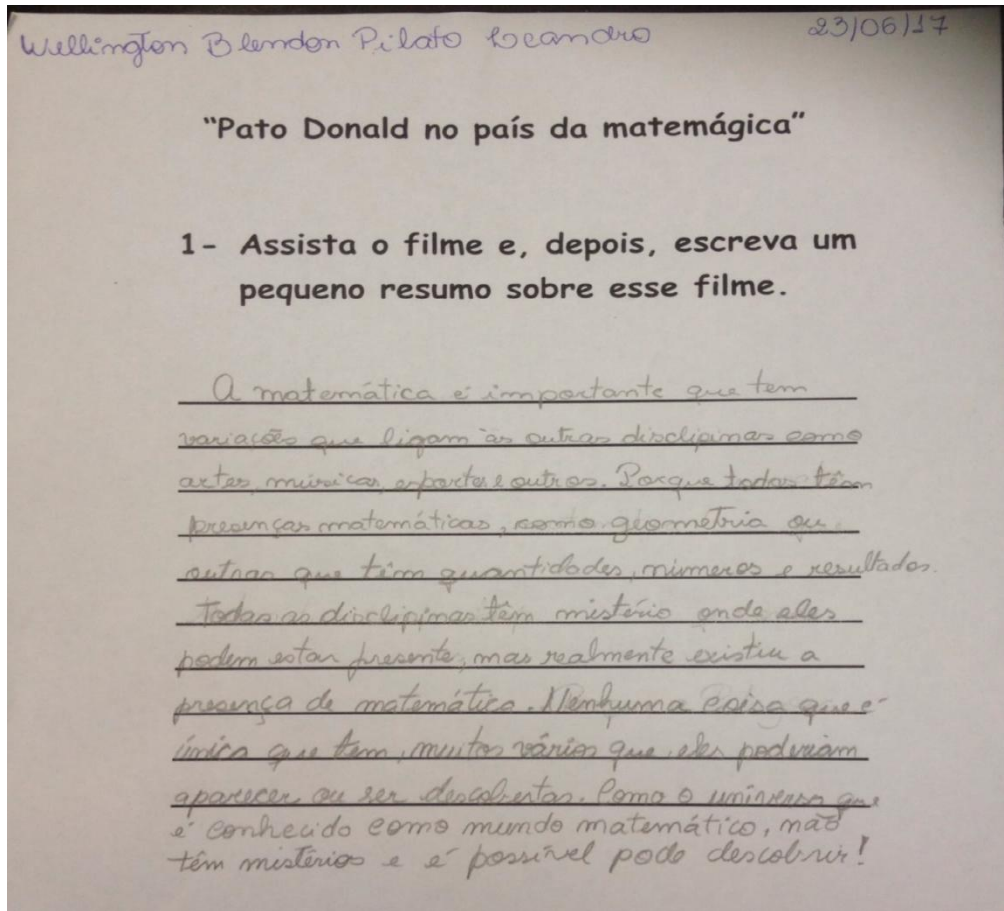 Wellington Blendon Pilato Leandro 23/06/17
"Pato Donald no país da matemágica"
1- Assista o filme e, depois, escreva um
pequeno resumo sobre esse filme.
A matemática é importante que tem
variações que ligam às outras disclipinas como
artes, músicas, esportes e outros. Porque todas têm
presenças matemáticas, como geometria ou
outras que têm quantidades, números e resultados.
Todas as disclipinas têm mistério onde eles
podem estar presente, mas realmente existiu a
presença de matemática. Nenhuma coisa que é
única que tem, muitos vários que eles poderiam
aparecer ou ser descobertas. Como o universo que
é conhecido como mundo matemático, não
têm mistérios e é possível pode descobrir!